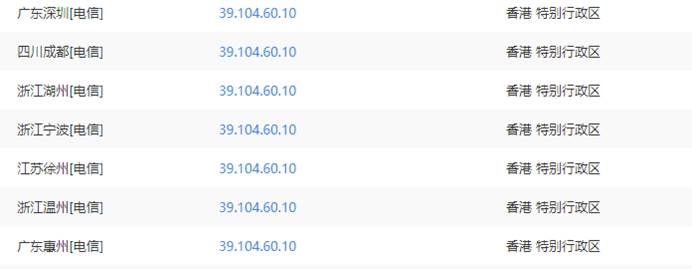 广东深圳[电信] 39.104.60.10 香港 特别行政区
四川成都[电信] 39.104.60.10 香港 特别行政区
浙江湖州[电信] 39.104.60.10 香港 特别行政区
浙江宁波[电信] 39.104.60.10 香港 特别行政区
江苏徐州[电信] 39.104.60.10 香港 特别行政区
浙江温州[电信] 39.104.60.10 香港 特别行政区
广东惠州[电信] 39.104.60.10 香港 特别行政区